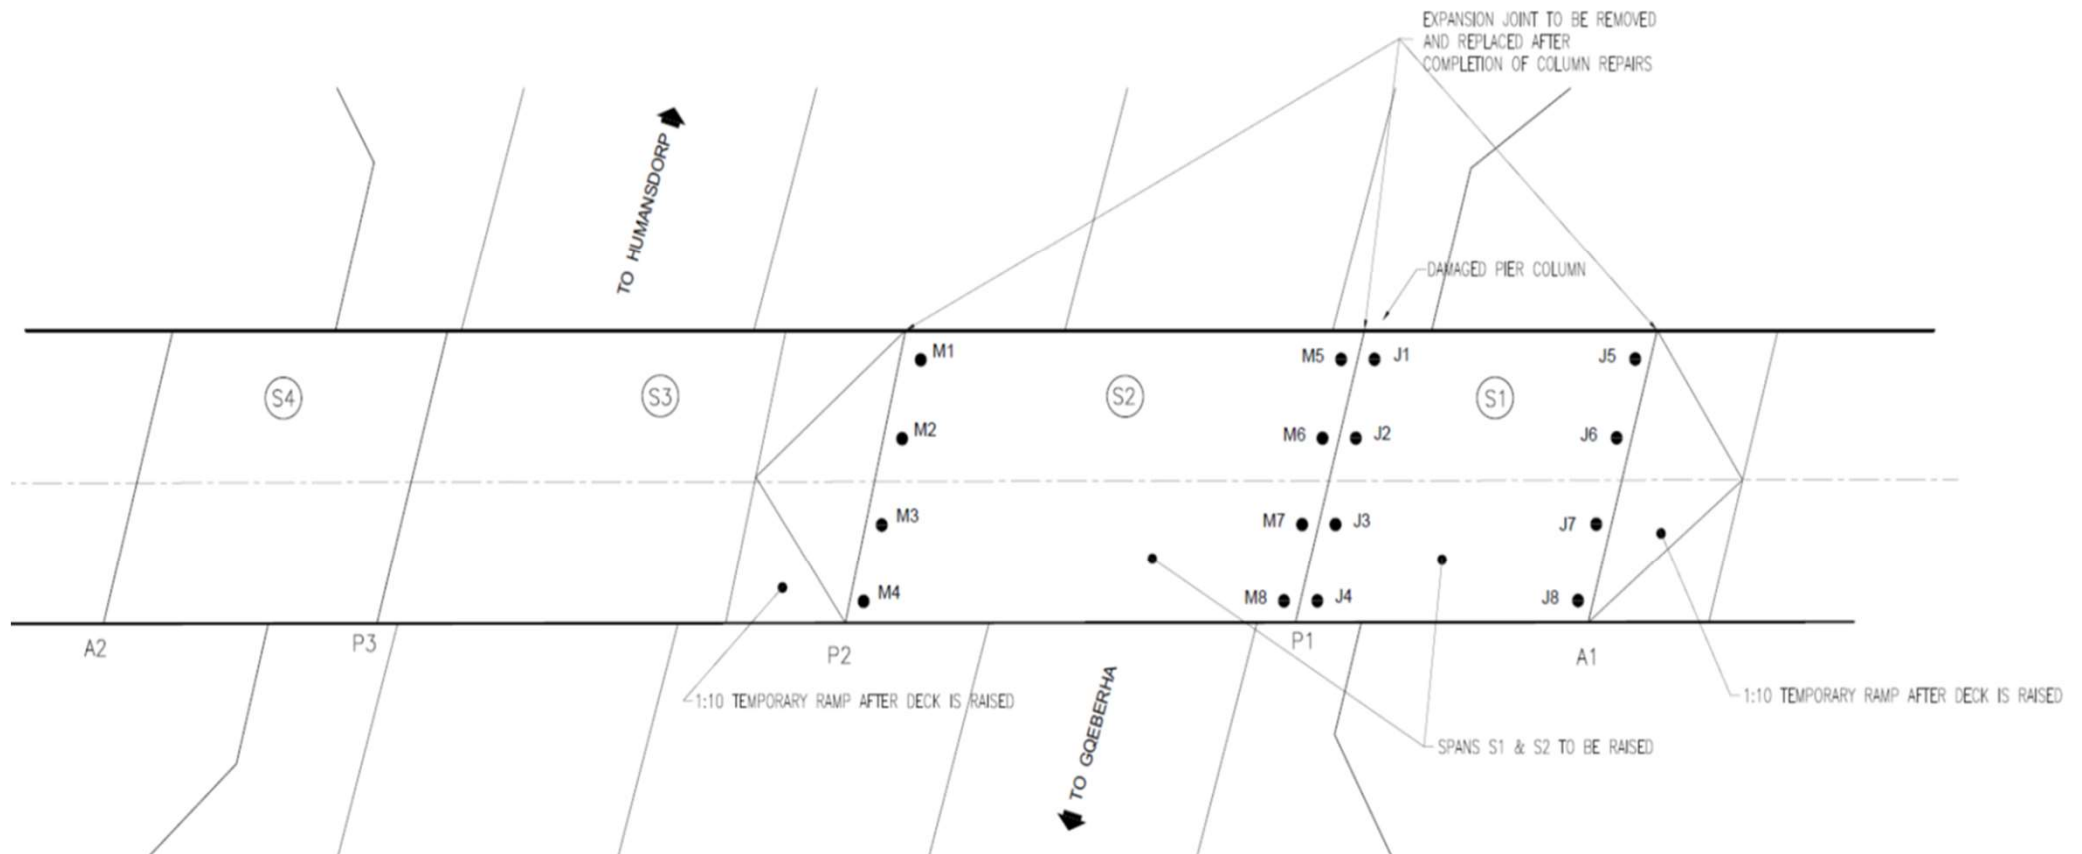 EXPANSION JOINT TO BE REMOVED
AND REPLACED AFTER
COMPLETION OF COLUMN REPAIRS
TO HUMANSDORP
DAMAGED PIER COLUMN
M1
M5
J1
J5
S4
S3
S2
S1
M2
M6
J2
J6
M3
M7
J3
J7
M4
M8
J4
J8
A2
P3
P2
P1
A1
1:10 TEMPORARY RAMP AFTER DECK IS RAISED
1:10 TEMPORARY RAMP AFTER DECK IS RAISED
TO GQEBERHA
SPANS S1 & S2 TO BE RAISED